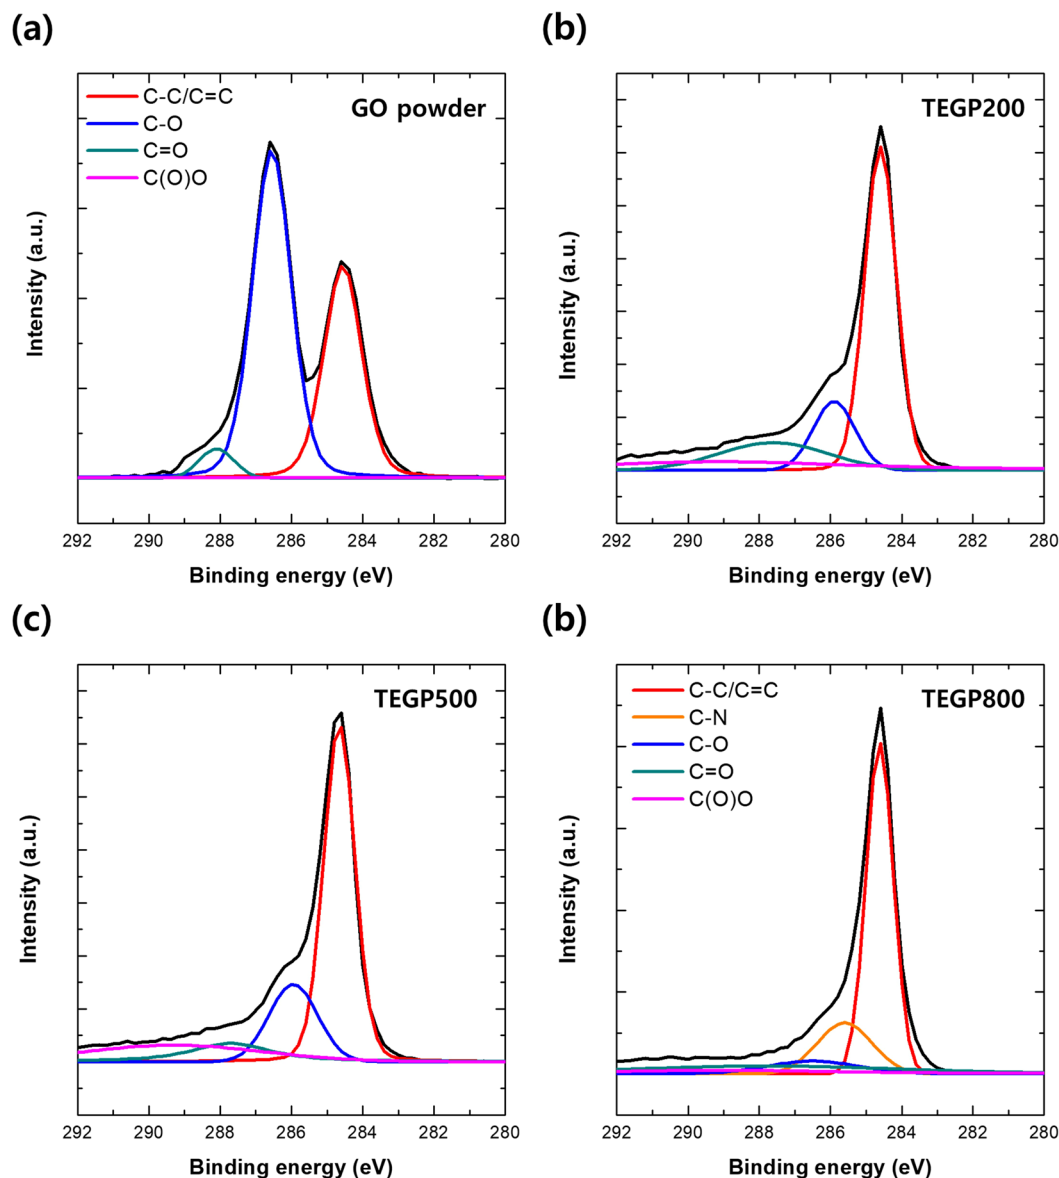 (a)
GO powder
C-C/C=C
C-O
C=O
C(O)O
Intensity (a.u.)
292 290 288 286 284 282 280
Binding energy (eV)
(b)
TEGP200
Intensity (a.u.)
292 290 288 286 284 282 280
Binding energy (eV)
(c)
TEGP500
Intensity (a.u.)
292 290 288 286 284 282 280
Binding energy (eV)
(b)
TEGP800
C-C/C=C
C-N
C-O
C=O
C(O)O
Intensity (a.u.)
292 290 288 286 284 282 280
Binding energy (eV)